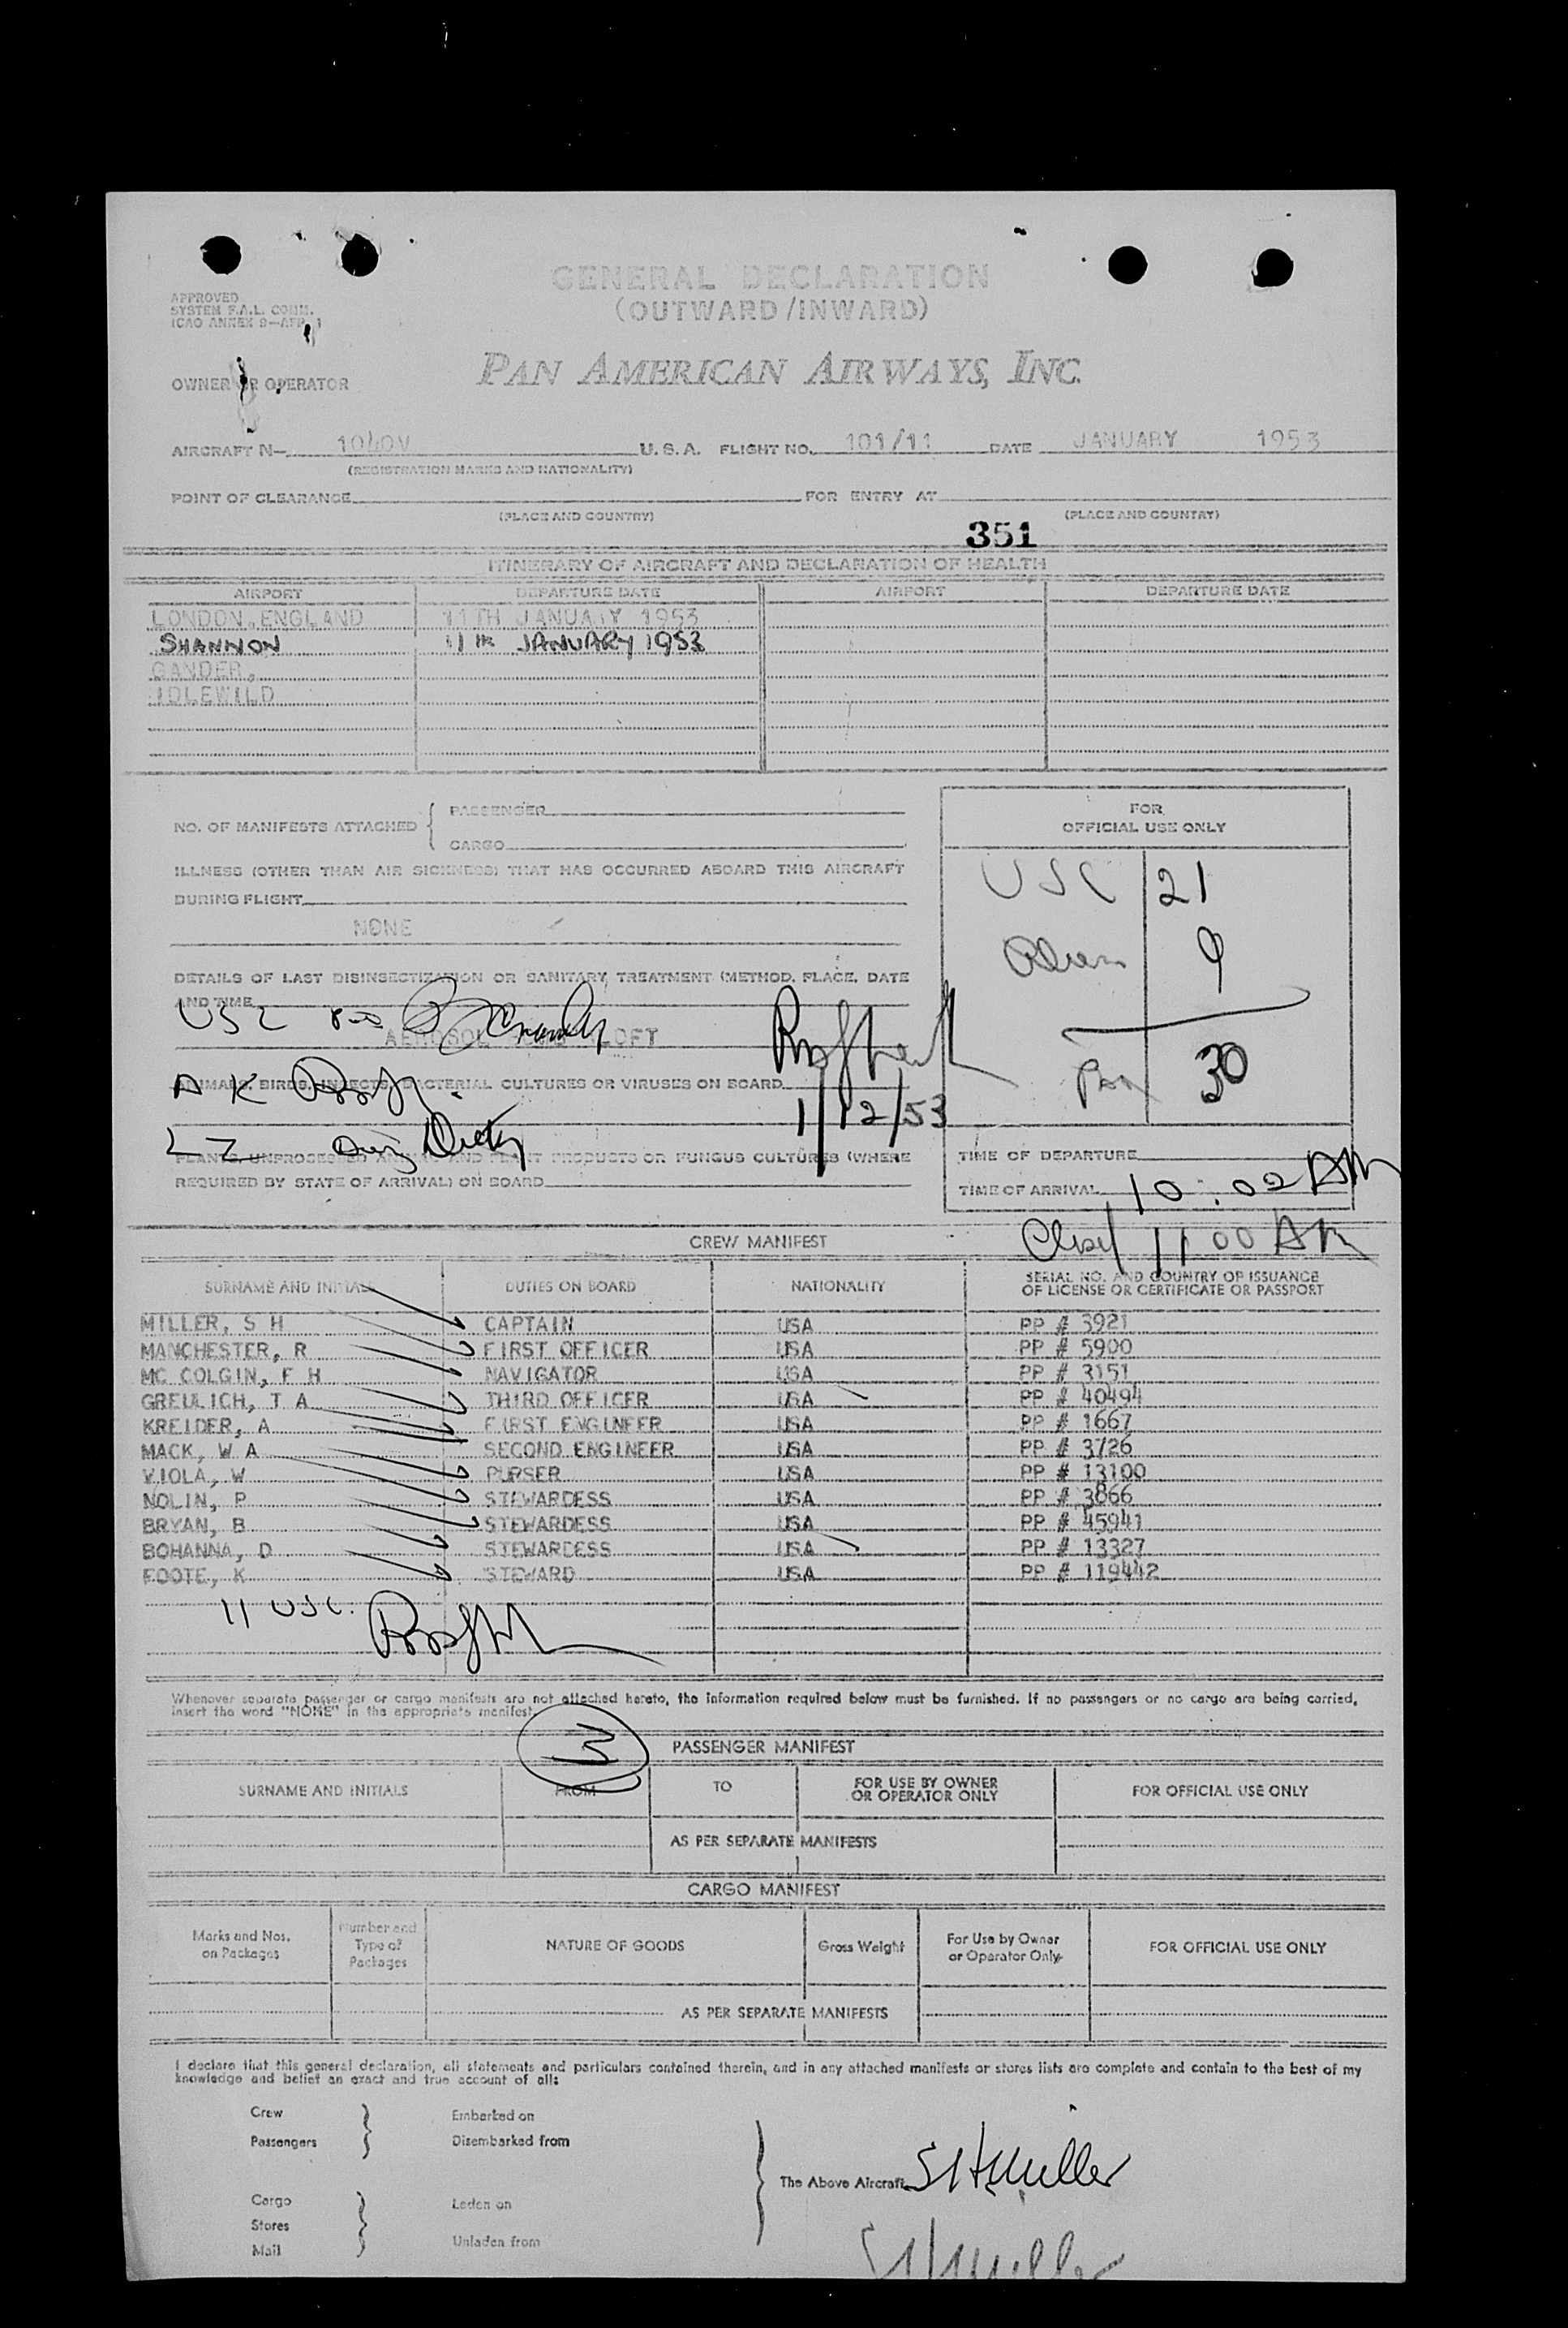 GENERAL DECLARATION
(OUTWARD/INWARD)
APPROVED
SYSTEM F.A.L. COMM.
ICAO ANNEX 9—APP. 1
PAN AMERICAN AIRWAYS, INC.
OWNER OR OPERATOR
AIRCRAFT N— 1040V U.S.A. FLIGHT NO. 101/11 DATE JANUARY 1953
(REGISTRATION MARKS AND NATIONALITY)
POINT OF CLEARANCE FOR ENTRY AT
(PLACE AND COUNTRY) (PLACE AND COUNTRY)
351
ITINERARY OF AIRCRAFT AND DECLARATION OF HEALTH
AIRPORT DEPARTURE DATE AIRPORT DEPARTURE DATE
LONDON, ENGLAND 11TH JANUARY 1953
SHANNON 11TH JANUARY 1953
GANDER,
IDLEWILD
FOR
OFFICIAL USE ONLY
NO. OF MANIFESTS ATTACHED { PASSENGER
CARGO
ILLNESS (OTHER THAN AIR SICKNESS) THAT HAS OCCURRED ABOARD THIS AIRCRAFT
DURING FLIGHT
NONE
USC 21
Alien 9
30
DETAILS OF LAST DISINSECTIZATION OR SANITARY TREATMENT (METHOD, PLACE, DATE
AND TIME
AEROSOL
ANIMALS, BIRDS, INSECTS, BACTERIAL CULTURES OR VIRUSES ON BOARD
1/12/53
PLANTS, UNPROCESSED ANIMAL AND PLANT PRODUCTS OR FUNGUS CULTURES (WHERE
REQUIRED BY STATE OF ARRIVAL) ON BOARD
TIME OF DEPARTURE
TIME OF ARRIVAL 10:02 AM
11 00 AM
CREW MANIFEST
SURNAME AND INITIALS DUTIES ON BOARD NATIONALITY SERIAL NO. AND COUNTRY OF ISSUANCE
OF LICENSE OR CERTIFICATE OR PASSPORT
MILLER, S H CAPTAIN USA PP # 3921
MANCHESTER, R FIRST OFFICER USA PP # 5900
MC COLGIN, F H NAVIGATOR USA PP # 3151
GREULICH, T A THIRD OFFICER USA PP # 40494
KREIDER, A FIRST ENGINEER USA PP # 1667
MACK, W A SECOND ENGINEER USA PP # 3726
VIOLA, W PURSER USA PP # 13100
NOLIN, P STEWARDESS USA PP # 3866
BRYAN, B STEWARDESS USA PP # 45941
BOHANNA, D STEWARDESS USA PP # 13327
FOOTE, K STEWARD USA PP # 119442
11 USC.
Whenever separate passenger or cargo manifests are not attached hereto, the information required below must be furnished. If no passengers or no cargo are being carried,
insert the word "NONE" in the appropriate manifest.
3
PASSENGER MANIFEST
SURNAME AND INITIALS FROM TO FOR USE BY OWNER
OR OPERATOR ONLY FOR OFFICIAL USE ONLY
AS PER SEPARATE MANIFESTS
CARGO MANIFEST
Marks and Nos.
on Packages Number and
Type of
Packages NATURE OF GOODS Gross Weight For Use by Owner
or Operator Only FOR OFFICIAL USE ONLY
AS PER SEPARATE MANIFESTS
I declare that this general declaration, all statements and particulars contained therein, and in any attached manifests or stores lists are complete and contain to the best of my
knowledge and belief an exact and true account of all:
Crew Embarked on
Passengers Disembarked from
The Above Aircraft SHMiller
Cargo Laden on
Stores
Mail Unladen from
SHMiller